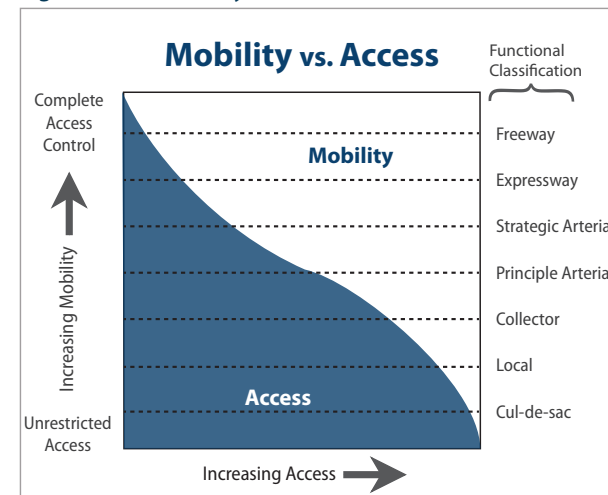 Mobility vs. Access
Functional
Classification
Complete
Access
Control
Freeway
Mobility
Expressway
Strategic Arteria
Principle Arteria
Increasing Mobility
Collector
Local
Access
Cul-de-sac
Unrestricted
Access
Increasing Access